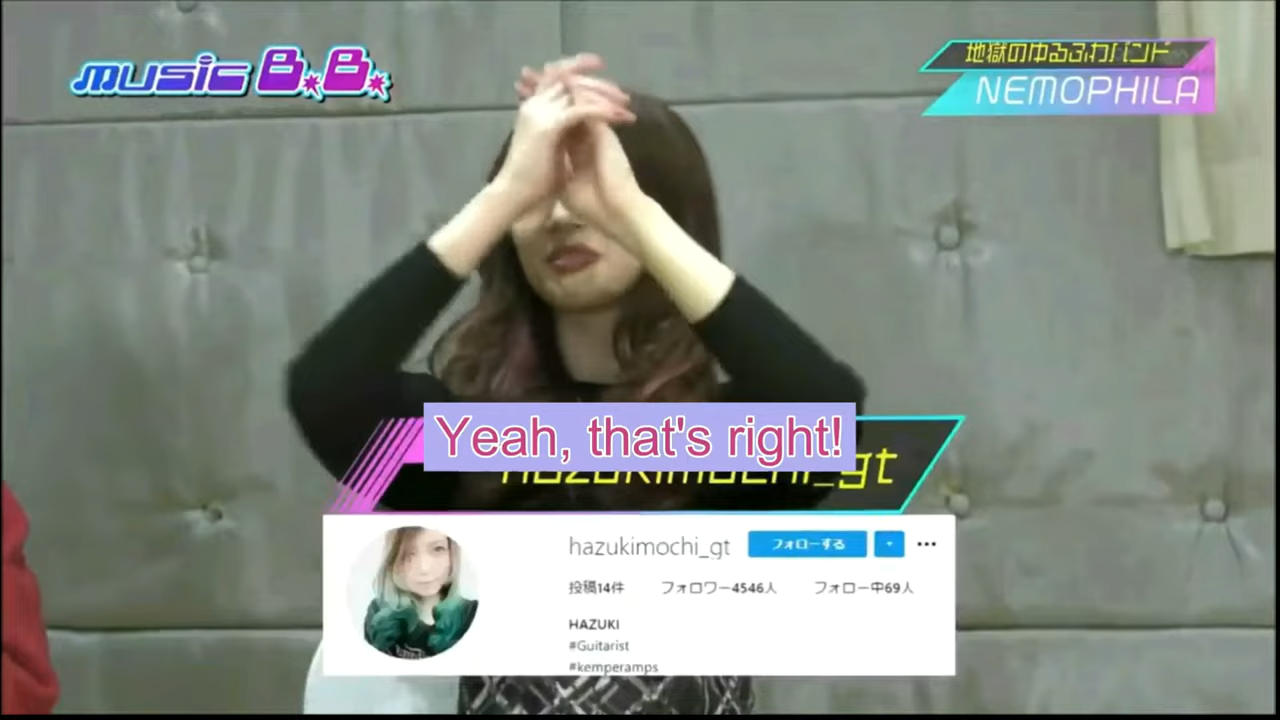 music B.B.
地獄のゆるふわバンド
NEMOPHILA
Yeah, that's right!
hazukimochi_gt
hazukimochi_gt フォローする ...
投稿14件 フォロワー4546人 フォロー中69人
HAZUKI
#Guitarist
#kemperamps